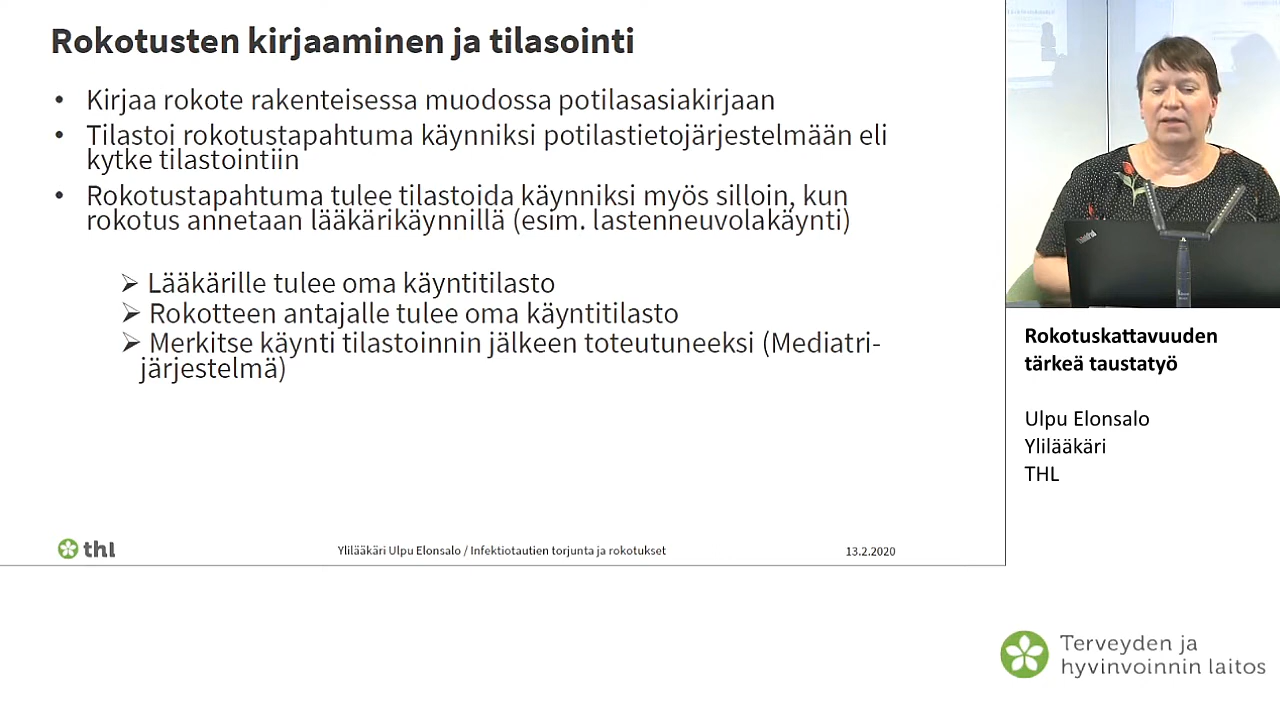 Rokotusten kirjaaminen ja tilasointi
• Kirjaa rokote rakenteisessa muodossa potilasasiakirjaan
• Tilastoi rokotustapahtuma käynniksi potilastietojärjestelmään eli
kytke tilastointiin
• Rokotustapahtuma tulee tilastoida käynniksi myös silloin, kun
rokotus annetaan lääkärikäynnillä (esim. lastenneuvolakäynti)
➢ Lääkärille tulee oma käyntitilasto
➢ Rokotteen antajalle tulee oma käyntitilasto
➢ Merkitse käynti tilastoinnin jälkeen toteutuneeksi (Mediatri-
järjestelmä)
thl
Ylilääkäri Ulpu Elonsalo / Infektiotautien torjunta ja rokotukset
13.2.2020
Rokotuskattavuuden
tärkeä taustatyö
Ulpu Elonsalo
Ylilääkäri
THL
Terveyden ja
hyvinvoinnin laitos